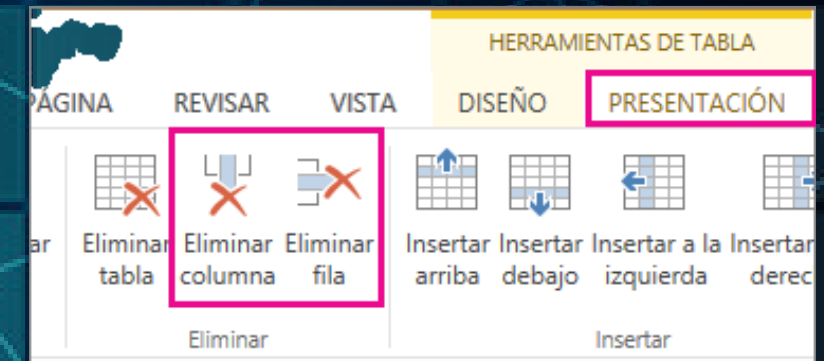 HERRAMIENTAS DE TABLA
PÁGINA REVISAR VISTA DISEÑO PRESENTACIÓN
Eliminar Eliminar Eliminar Insertar Insertar Insertar a la Insertar
tabla columna fila arriba debajo izquierda
Eliminar Insertar